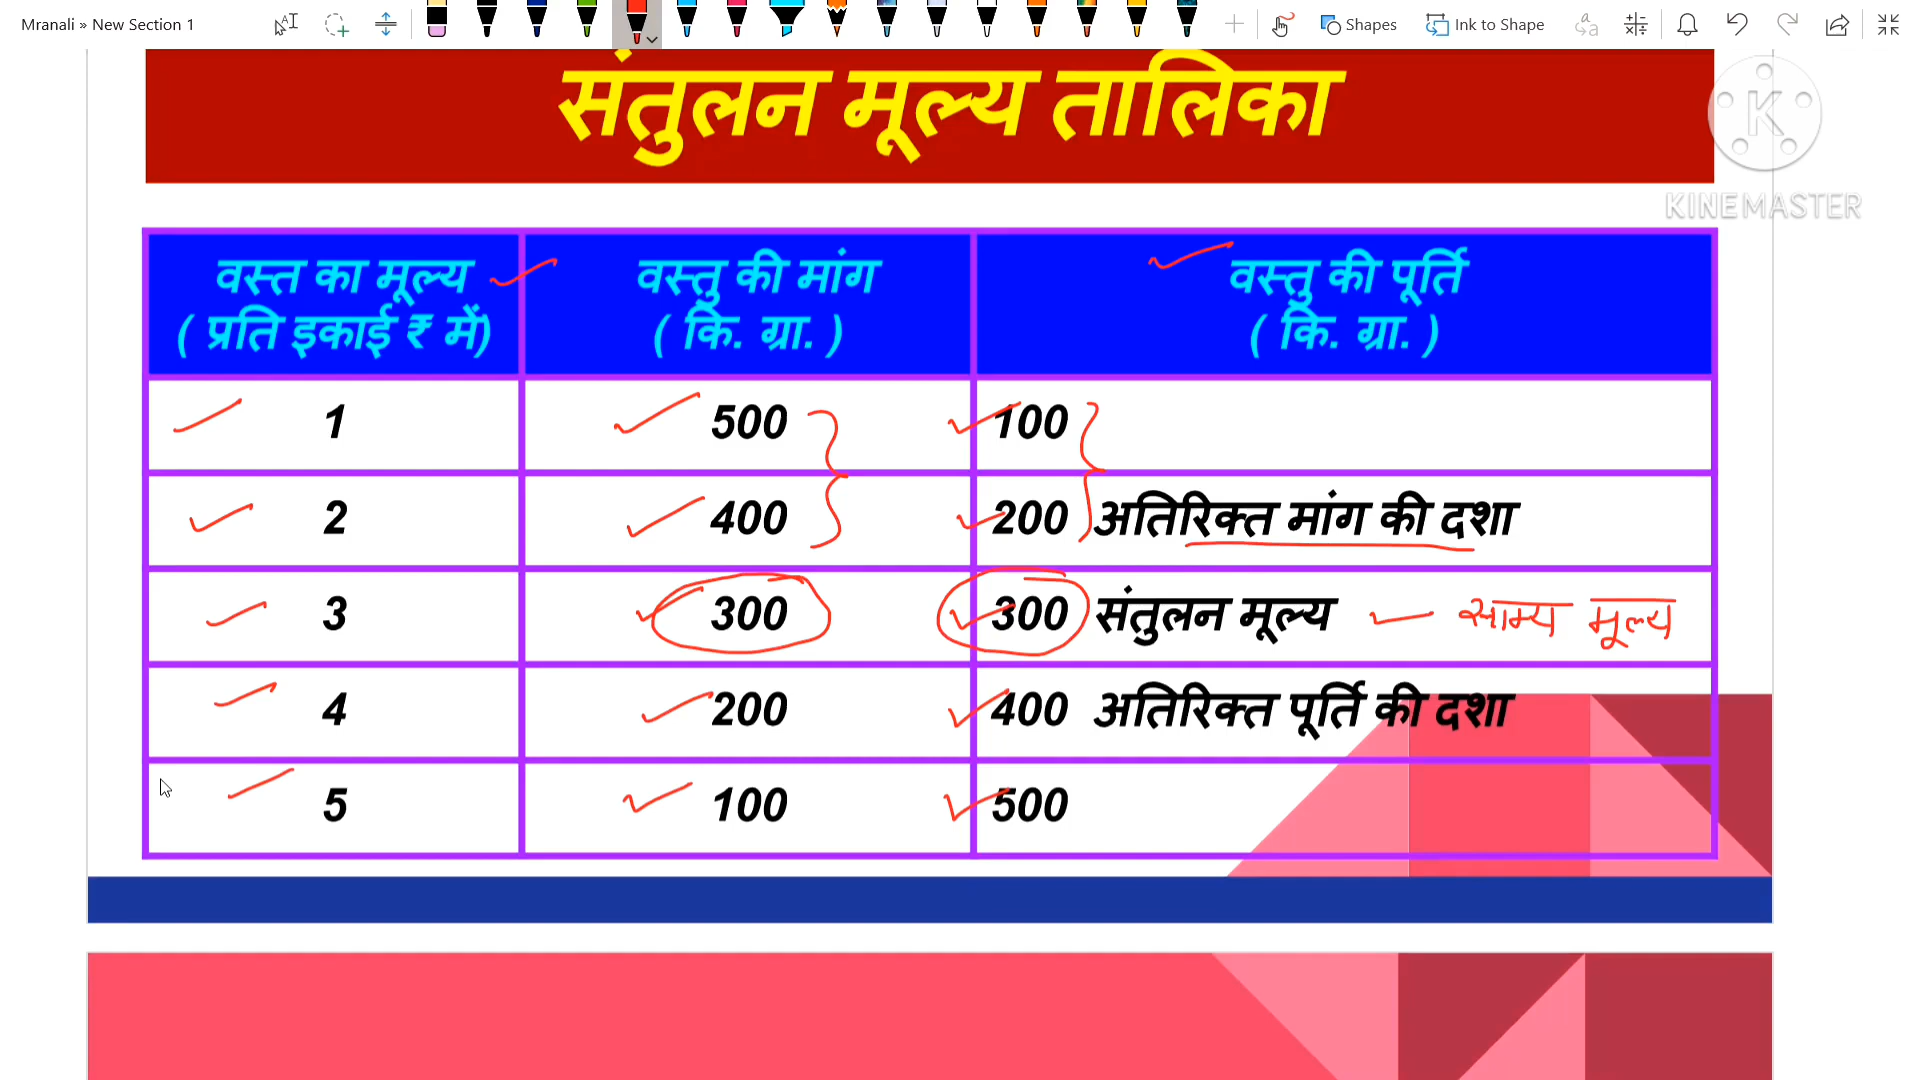 Mranali » New Section 1
Shapes
Ink to Shape
संतुलन मूल्य तालिका
K
KINEMASTER
वस्त का मूल्य
( प्रति इकाई ₹ में)
वस्तु की मांग
( कि. ग्रा. )
वस्तु की पूर्ति
( कि. ग्रा. )
1 500 100
2 400 200 अतिरिक्त मांग की दशा
3 300 300 संतुलन मूल्य साम्य मूल्य
4 200 400 अतिरिक्त पूर्ति की दशा
5 100 500